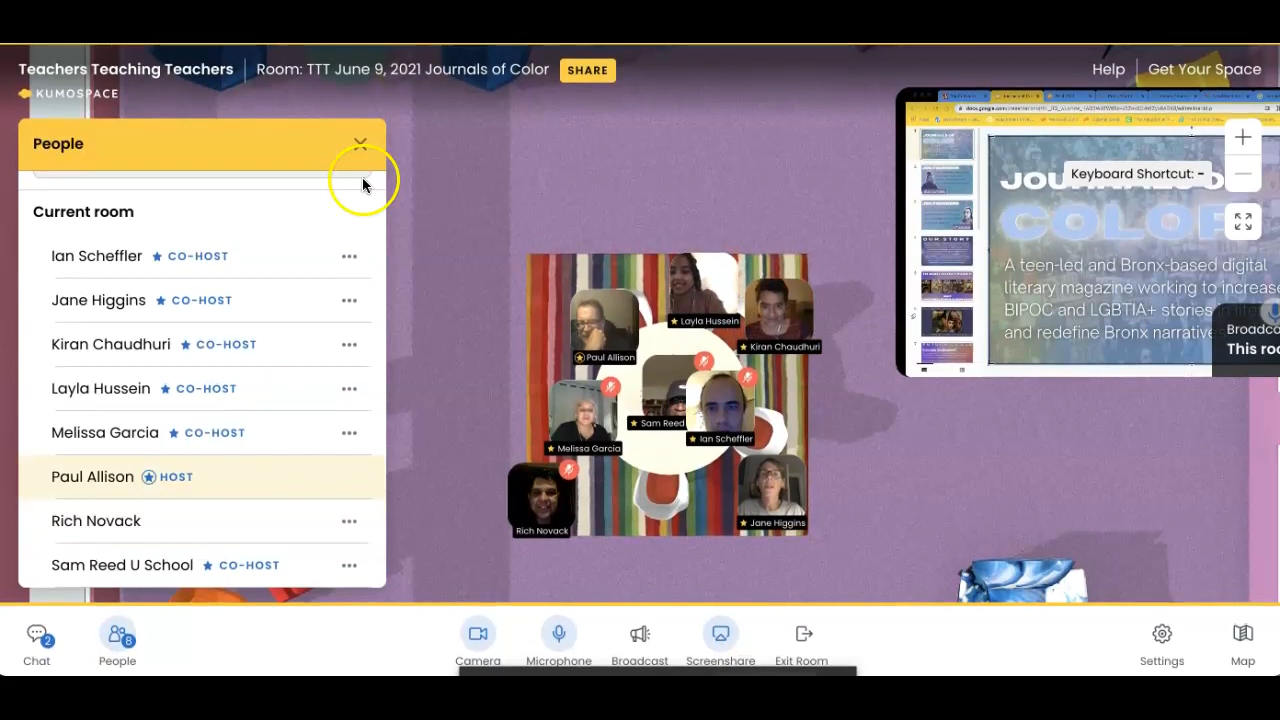 Teachers Teaching Teachers
Room: TTT June 9, 2021 Journals of Color
SHARE
Help
Get Your Space
KUMOSPACE
People
Current room
Ian Scheffler CO-HOST
Jane Higgins CO-HOST
Kiran Chaudhuri CO-HOST
Layla Hussein CO-HOST
Melissa Garcia CO-HOST
Paul Allison HOST
Rich Novack
Sam Reed U School CO-HOST
Layla Hussein
Kiran Chaudhuri
Paul Allison
Sam Reed
Ian Scheffler
Melissa Garcia
Jane Higgins
Rich Novack
Keyboard Shortcut: -
COLOR
A teen-led and Bronx-based digital
literary magazine working to increase
BIPOC and LGBTIA+ stories in
and redefine Bronx narrative
This
Chat 2
People 8
Camera
Microphone
Broadcast
Screenshare
Exit Room
Settings
Map